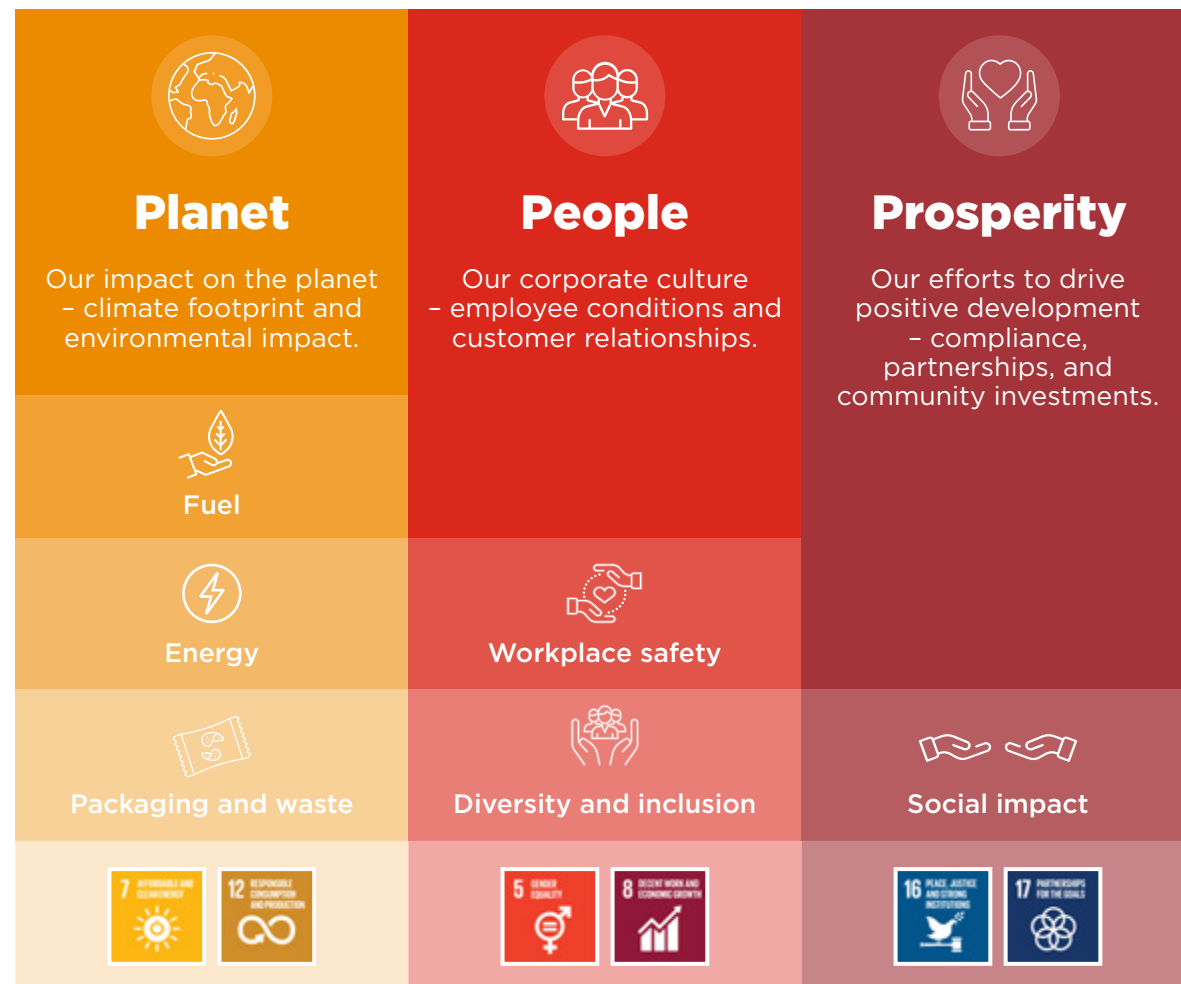 Planet
Our impact on the planet
– climate footprint and
environmental impact.
Fuel
Energy
Packaging and waste
7 AFFORDABLE AND
CLEAN ENERGY
12 RESPONSIBLE
CONSUMPTION
AND PRODUCTION
People
Our corporate culture
– employee conditions and
customer relationships.
Workplace safety
Diversity and inclusion
5 GENDER
EQUALITY
8 DECENT WORK AND
ECONOMIC GROWTH
Prosperity
Our efforts to drive
positive development
– compliance,
partnerships, and
community investments.
Social impact
16 PEACE, JUSTICE
AND STRONG
INSTITUTIONS
17 PARTNERSHIPS
FOR THE GOALS